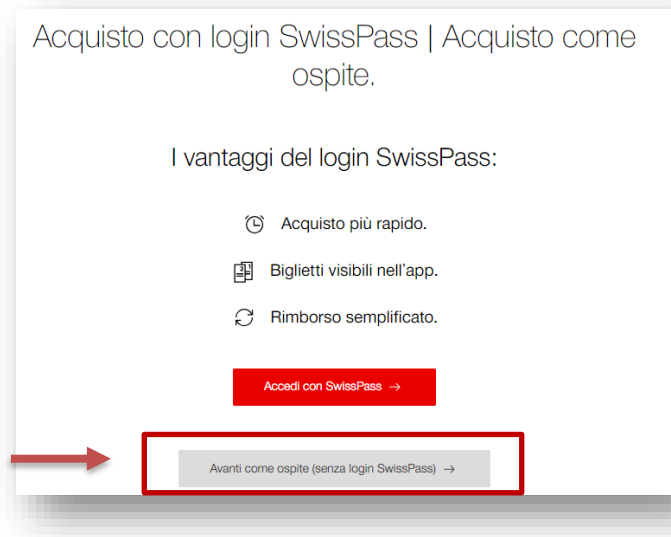 Acquisto con login SwissPass | Acquisto come
ospite.
I vantaggi del login SwissPass:
Acquisto più rapido.
Biglietti visibili nell'app.
Rimborso semplificato.
Accedi con SwissPass →
Avanti come ospite (senza login SwissPass) →